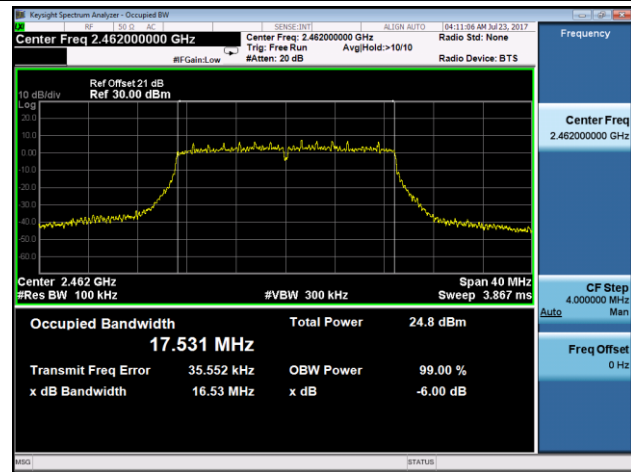 Keysight Spectrum Analyzer - Occupied BW
RF 50 Ω AC SENSE:INT ALIGN AUTO 04:11:06 AM Jul 23, 2017
Center Freq 2.462000000 GHz
Center Freq: 2.462000000 GHz Radio Std: None
Trig: Free Run Avg|Hold:>10/10
#IFGain:Low #Atten: 20 dB Radio Device: BTS
Frequency
Ref Offset 21 dB
10 dB/div Ref 30.00 dBm
Log
20.0
10.0
0.00
-10.0
-20.0
-30.0
-40.0
-50.0
-60.0
Center 2.462 GHz Span 40 MHz
#Res BW 100 kHz #VBW 300 kHz Sweep 3.867 ms
Occupied Bandwidth Total Power 24.8 dBm
17.531 MHz
Transmit Freq Error 35.552 kHz OBW Power 99.00 %
x dB Bandwidth 16.53 MHz x dB -6.00 dB
Center Freq
2.462000000 GHz
CF Step
4.000000 MHz
Auto Man
Freq Offset
0 Hz
MSG STATUS